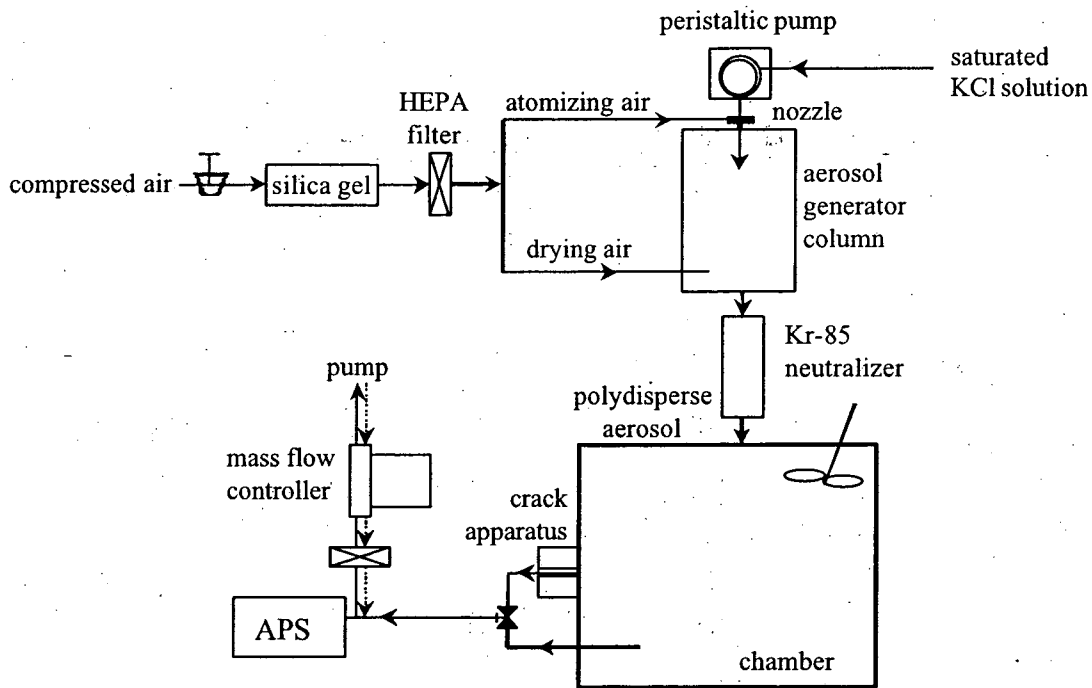 peristaltic pump
saturated
KCl solution
HEPA
filter
atomizing air
nozzle
compressed air
silica gel
aerosol
generator
column
drying air
Kr-85
neutralizer
pump
polydisperse
aerosol
mass flow
controller
crack
apparatus
APS
chamber